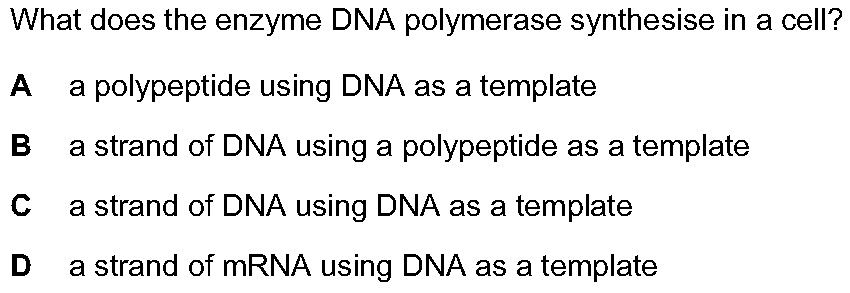 What does the enzyme DNA polymerase synthesise in a cell?
A a polypeptide using DNA as a template
B a strand of DNA using a polypeptide as a template
C a strand of DNA using DNA as a template
D a strand of mRNA using DNA as a template